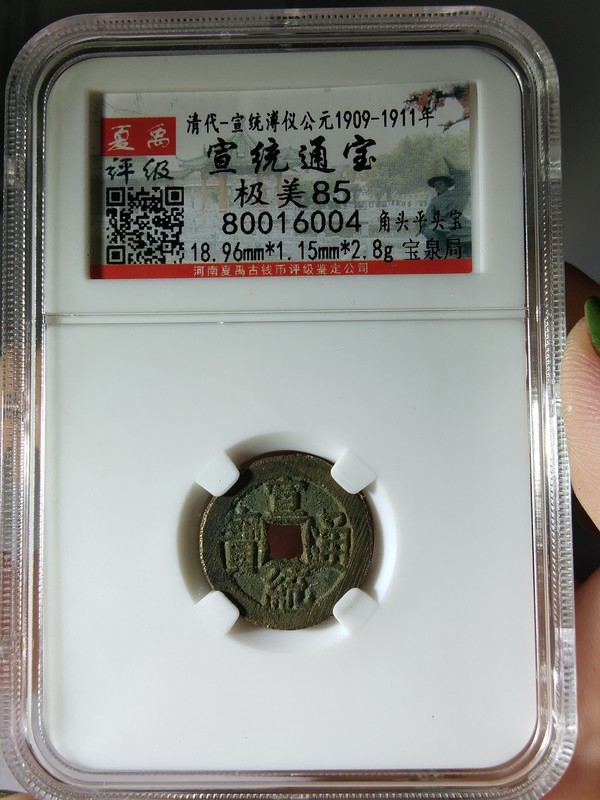 清代-宣统溥仪公元1909-1911年
夏禹
评级
宣统通宝
极美85
80016004 角头平头宝
18.96mm*1.15mm*2.8g 宝泉局
河南夏禹古钱币评级鉴定公司
宣
寶 通
統